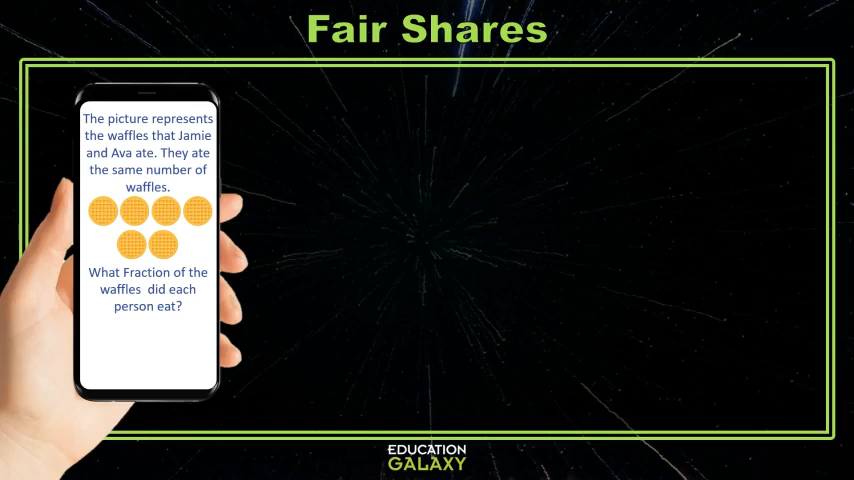 Fair Shares
The picture represents
the waffles that Jamie
and Ava ate. They ate
the same number of
waffles.
What Fraction of the
waffles  did each
person eat?
EDUCATION
GALAXY